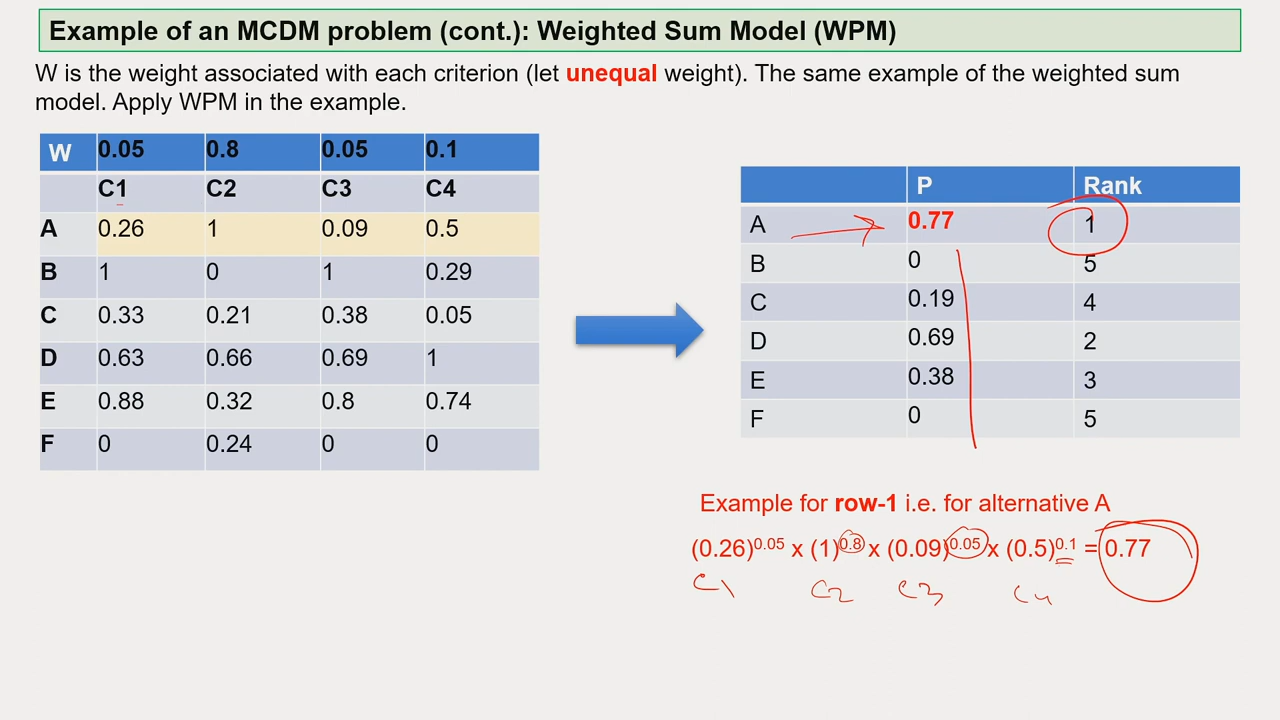 Example of an MCDM problem (cont.): Weighted Sum Model (WPM)
W is the weight associated with each criterion (let unequal weight). The same example of the weighted sum
model. Apply WPM in the example.
W 0.05 0.8 0.05 0.1
C1 C2 C3 C4
A 0.26 1 0.09 0.5
B 1 0 1 0.29
C 0.33 0.21 0.38 0.05
D 0.63 0.66 0.69 1
E 0.88 0.32 0.8 0.74
F 0 0.24 0 0
P Rank
A 0.77 1
B 0 5
C 0.19 4
D 0.69 2
E 0.38 3
F 0 5
Example for row-1 i.e. for alternative A
(0.26)^0.05 x (1)^0.8 x (0.09)^0.05 x (0.5)^0.1 = 0.77
C1 C2 C3 C4